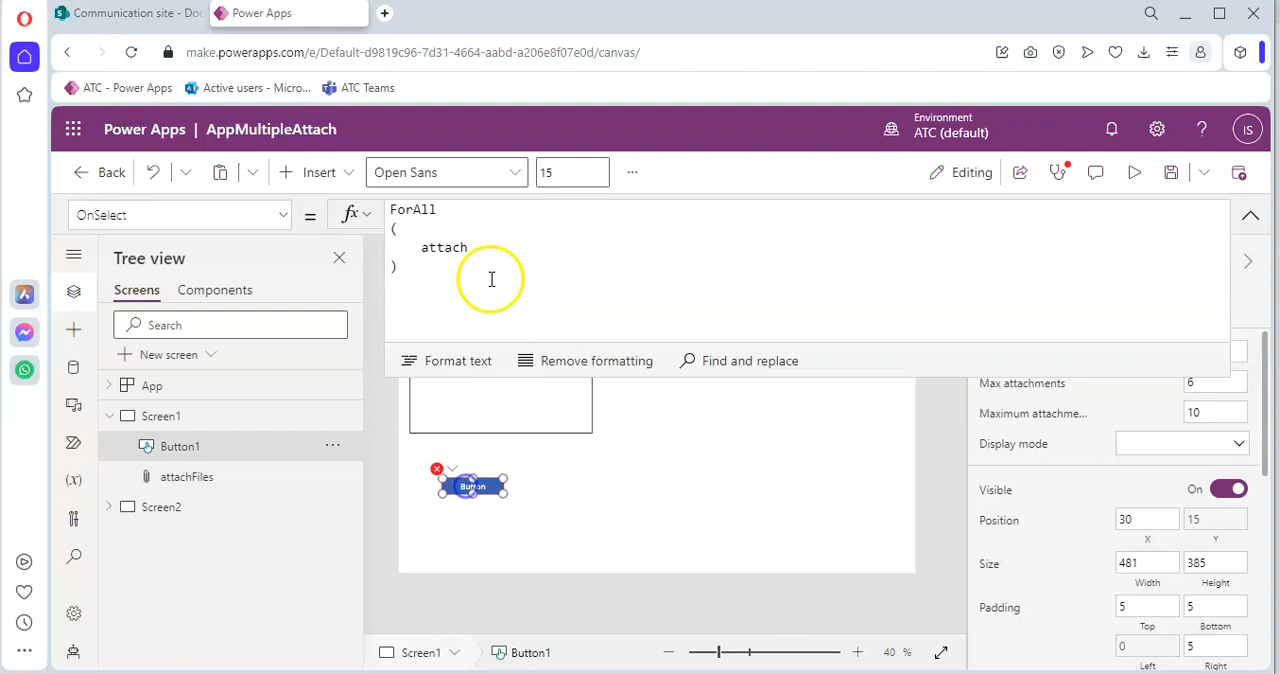 Communication site - Doc
Power Apps
make.powerapps.com/e/Default-d9819c96-7d31-4664-aabd-a206e8f07e0d/canvas/
ATC - Power Apps
Active users - Micro...
ATC Teams
Power Apps | AppMultipleAttach
Environment
ATC (default)
IS
Back
Insert
Open Sans
15
...
Editing
OnSelect
=
fx
ForAll
(
attach
)
Format text
Remove formatting
Find and replace
Tree view
Screens
Components
Search
New screen
App
Screen1
Button1
...
attachFiles
Screen2
Button
Max attachments
6
Maximum attachme...
10
Display mode
Visible
On
Position
30
15
X
Y
Size
481
385
Width
Height
Padding
5
5
Top
Bottom
0
5
Left
Right
Screen1
Button1
40 %